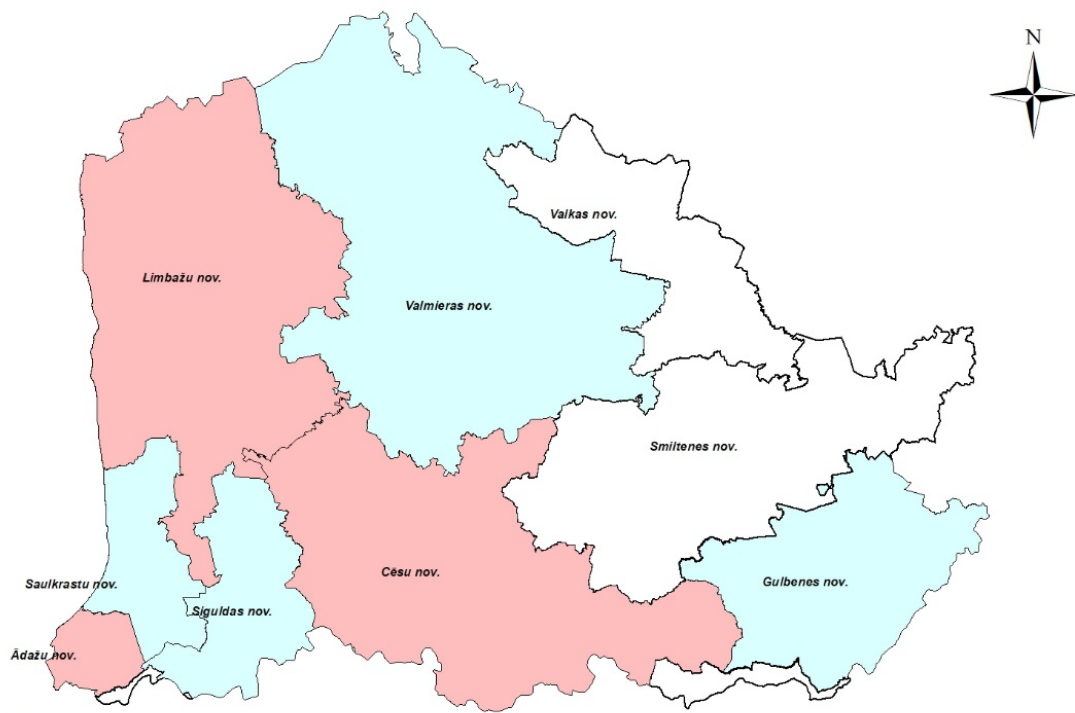 N
Valkas nov.
Limbažu nov.
Valmieras nov.
Smiltenes nov.
Cēsu nov.
Gulbenes nov.
Saulkrastu nov.
Siguldas nov.
Ādažu nov.